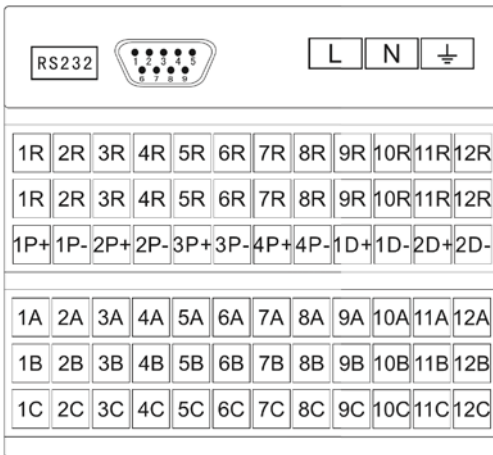 RS232 1 2 3 4 5 L N
6 7 8 9
1R 2R 3R 4R 5R 6R 7R 8R 9R 10R 11R 12R
1R 2R 3R 4R 5R 6R 7R 8R 9R 10R 11R 12R
1P+ 1P- 2P+ 2P- 3P+ 3P- 4P+ 4P- 1D+ 1D- 2D+ 2D-
1A 2A 3A 4A 5A 6A 7A 8A 9A 10A 11A 12A
1B 2B 3B 4B 5B 6B 7B 8B 9B 10B 11B 12B
1C 2C 3C 4C 5C 6C 7C 8C 9C 10C 11C 12C